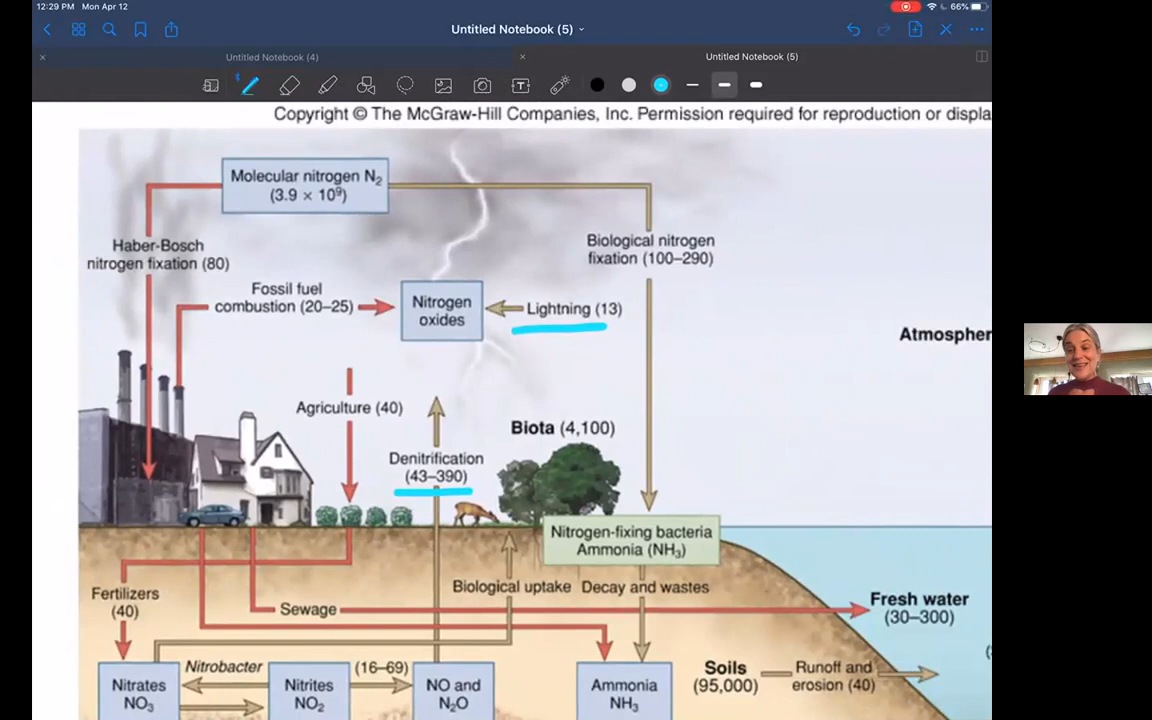 12:29 PM Mon Apr 12
66%
Untitled Notebook (5)
Untitled Notebook (4)
Untitled Notebook (5)
Copyright © The McGraw-Hill Companies, Inc. Permission required for reproduction or displa
Molecular nitrogen N₂
(3.9 × 10⁹)
Haber-Bosch
nitrogen fixation (80)
Biological nitrogen
fixation (100–290)
Fossil fuel
combustion (20–25)
Nitrogen
oxides
Lightning (13)
Atmospher
Agriculture (40)
Biota (4,100)
Denitrification
(43–390)
Nitrogen-fixing bacteria
Ammonia (NH₃)
Fertilizers
(40)
Biological uptake
Decay and wastes
Sewage
Fresh water
(30–300)
Nitrobacter
(16–69)
Nitrates
NO₃
Nitrites
NO₂
NO and
N₂O
Ammonia
NH₃
Soils
(95,000)
Runoff and
erosion (40)